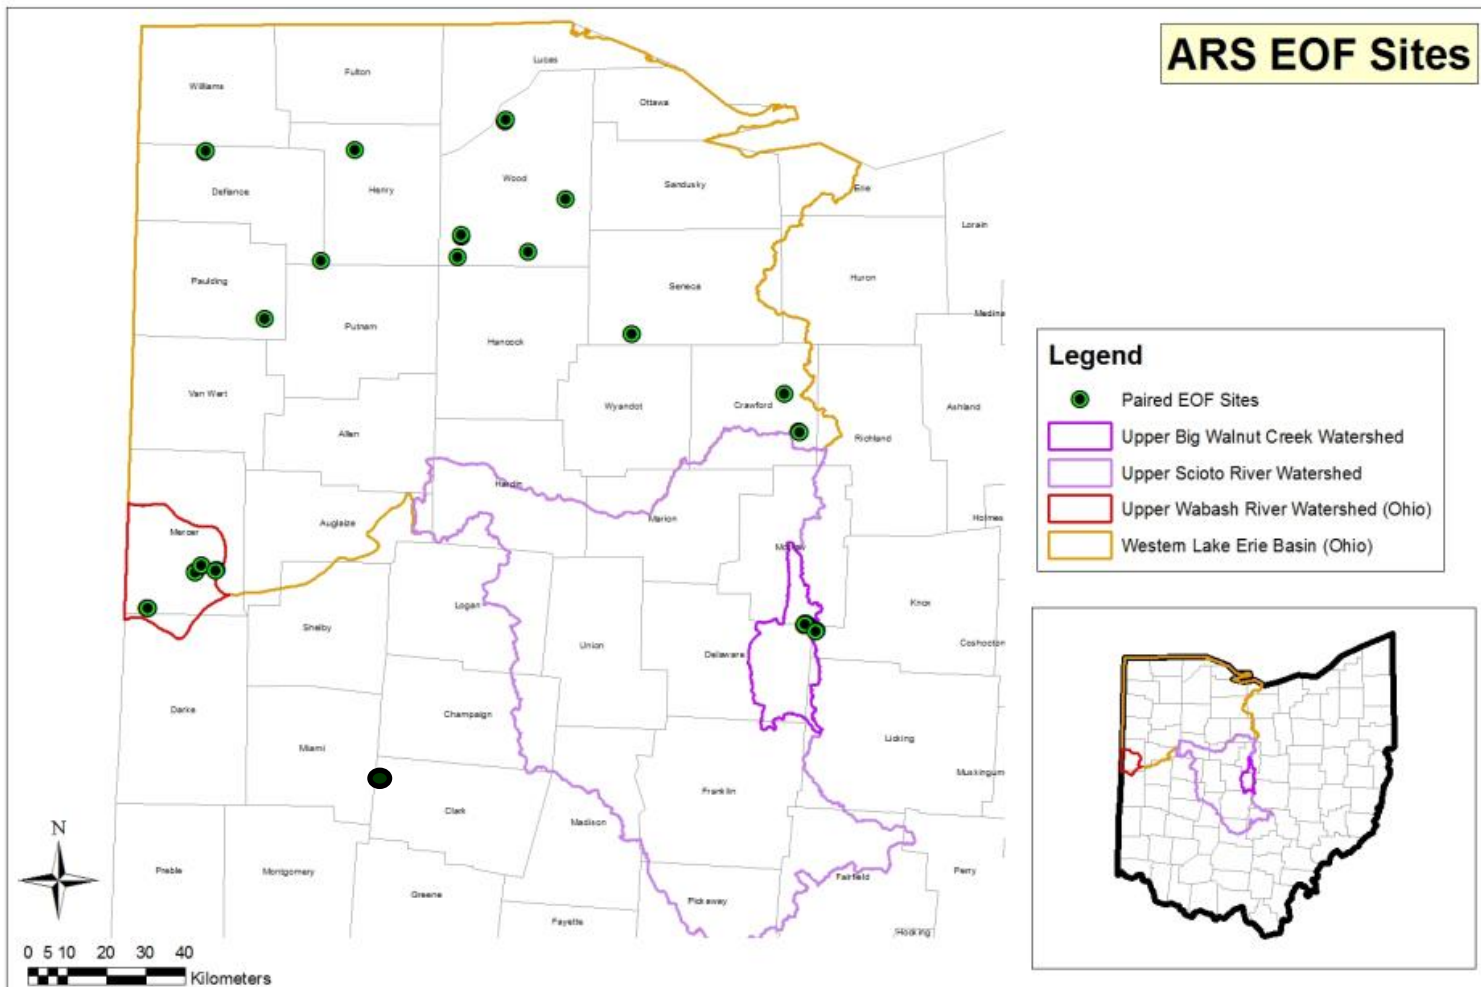 ARS EOF Sites
Lucas
Fulton
Williams
Ottawa
Wood
Sandusky
Defiance
Henry
Erie
Lorain
Huron
Paulding
Seneca
Medina
Putnam
Hancock
Van Wert
Wyandot
Crawford
Ashland
Allen
Richland
Hardin
Marion
Holmes
Auglaize
Mercer
Morrow
Knox
Logan
Shelby
Union
Delaware
Coshocton
Darke
Champaign
Licking
Miami
Muskingum
Franklin
Clark
Madison
Preble
Montgomery
Greene
Fairfield
Perry
Pickaway
Fayette
Hocking
Legend
Paired EOF Sites
Upper Big Walnut Creek Watershed
Upper Scioto River Watershed
Upper Wabash River Watershed (Ohio)
Western Lake Erie Basin (Ohio)
N
0 5 10 20 30 40
Kilometers